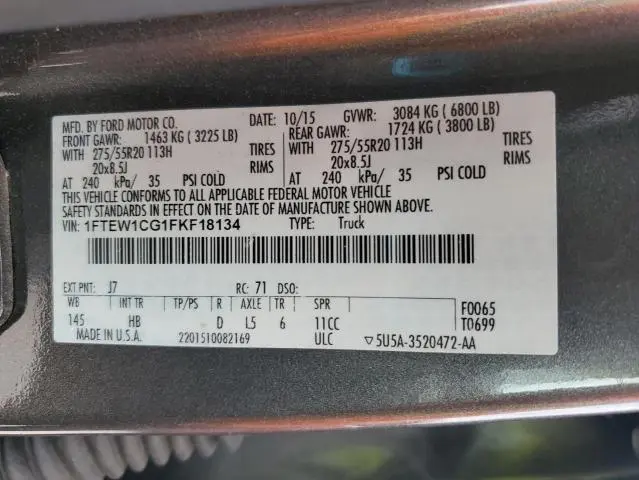 MFD. BY FORD MOTOR CO. DATE: 10/15 GVWR: 3084 KG ( 6800 LB)
FRONT GAWR: 1463 KG ( 3225 LB) REAR GAWR: 1724 KG ( 3800 LB)
WITH 275/55R20 113H TIRES WITH 275/55R20 113H TIRES
20x8.5J RIMS 20x8.5J RIMS
AT 240 kPa/ 35 PSI COLD AT 240 kPa/ 35 PSI COLD
THIS VEHICLE CONFORMS TO ALL APPLICABLE FEDERAL MOTOR VEHICLE
SAFETY STANDARDS IN EFFECT ON THE DATE OF MANUFACTURE SHOWN ABOVE.
VIN: 1FTEW1CG1FKF18134 TYPE: Truck
EXT PNT: J7 RC: 71 DSO:
WB INT TR TP/PS R AXLE TR SPR F0065
145 HB D L5 6 11CC T0699
MADE IN U.S.A. 2201510082169 ULC ▽5U5A-3520472-AA